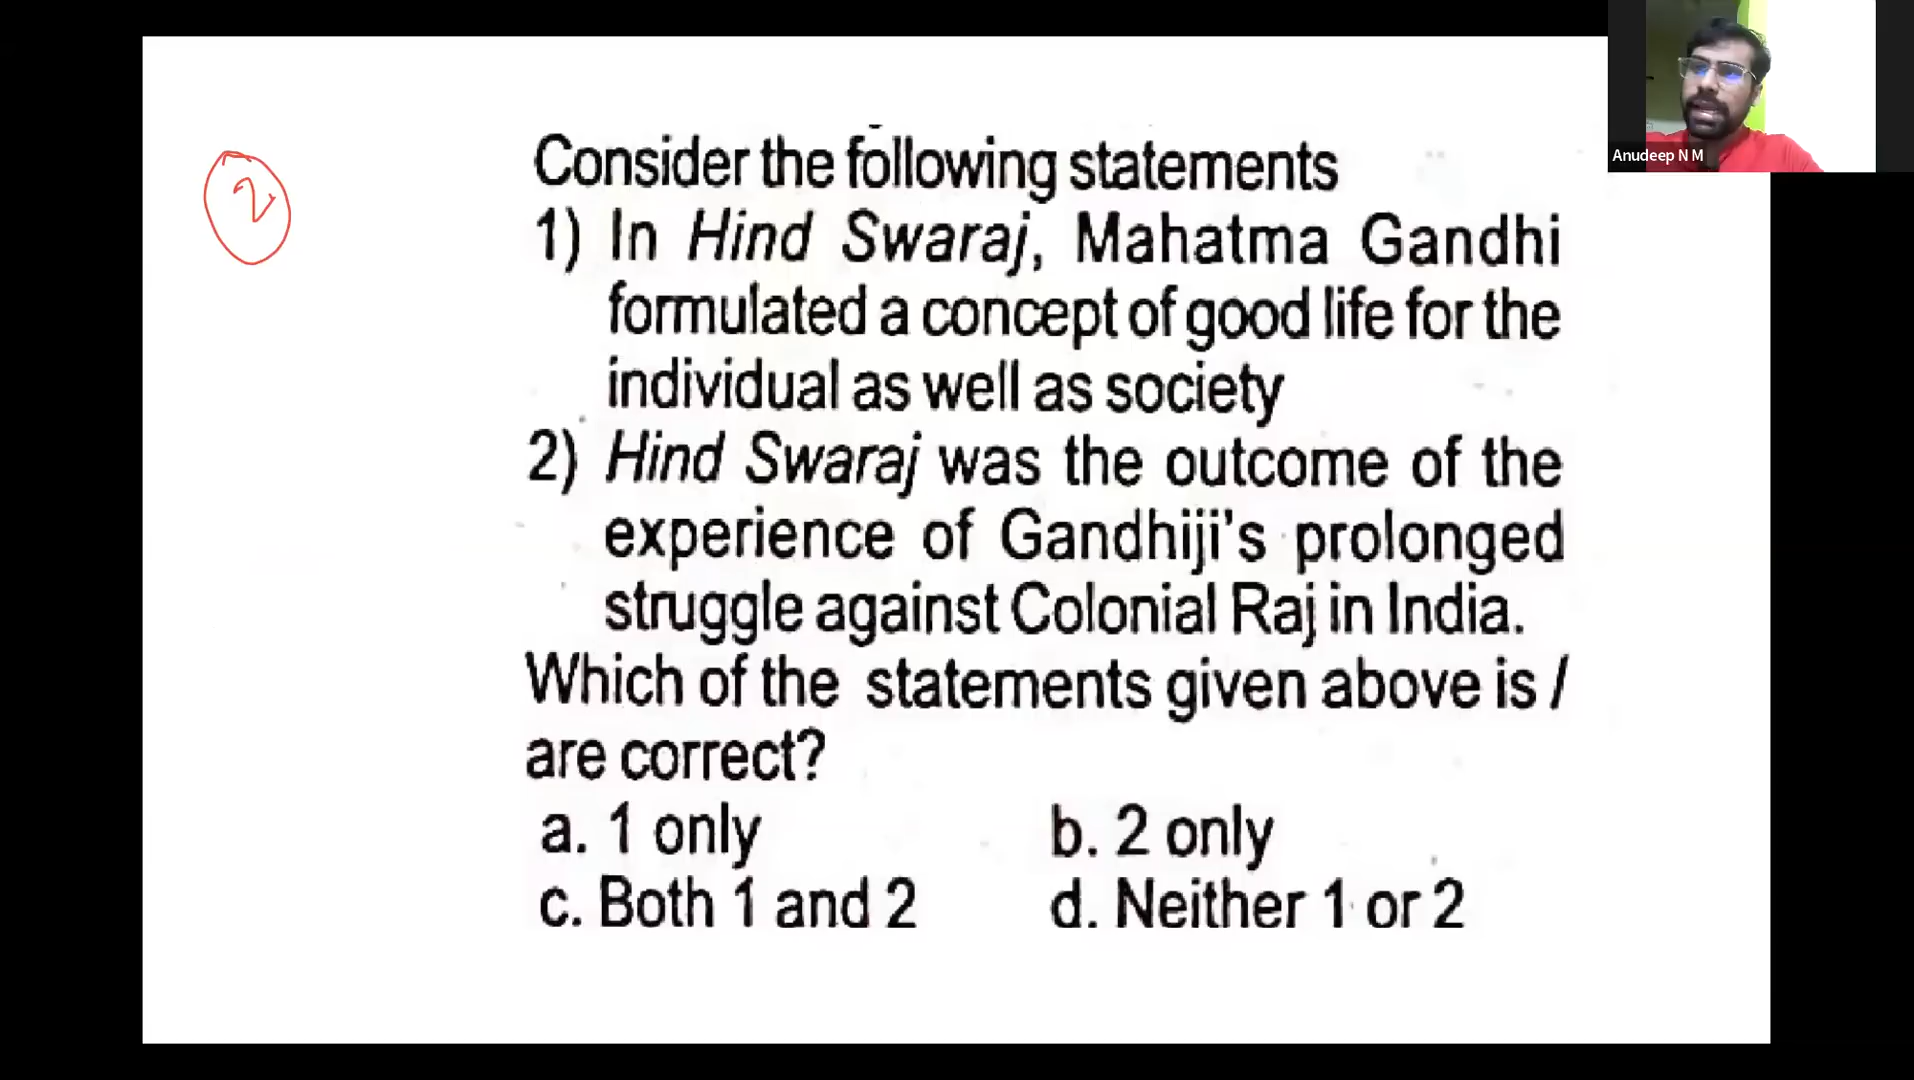 Anudeep N M
2
Consider the following statements
1) In Hind Swaraj, Mahatma Gandhi
formulated a concept of good life for the
individual as well as society
2) Hind Swaraj was the outcome of the
experience of Gandhiji's prolonged
struggle against Colonial Raj in India.
Which of the statements given above is /
are correct?
a. 1 only b. 2 only
c. Both 1 and 2 d. Neither 1 or 2